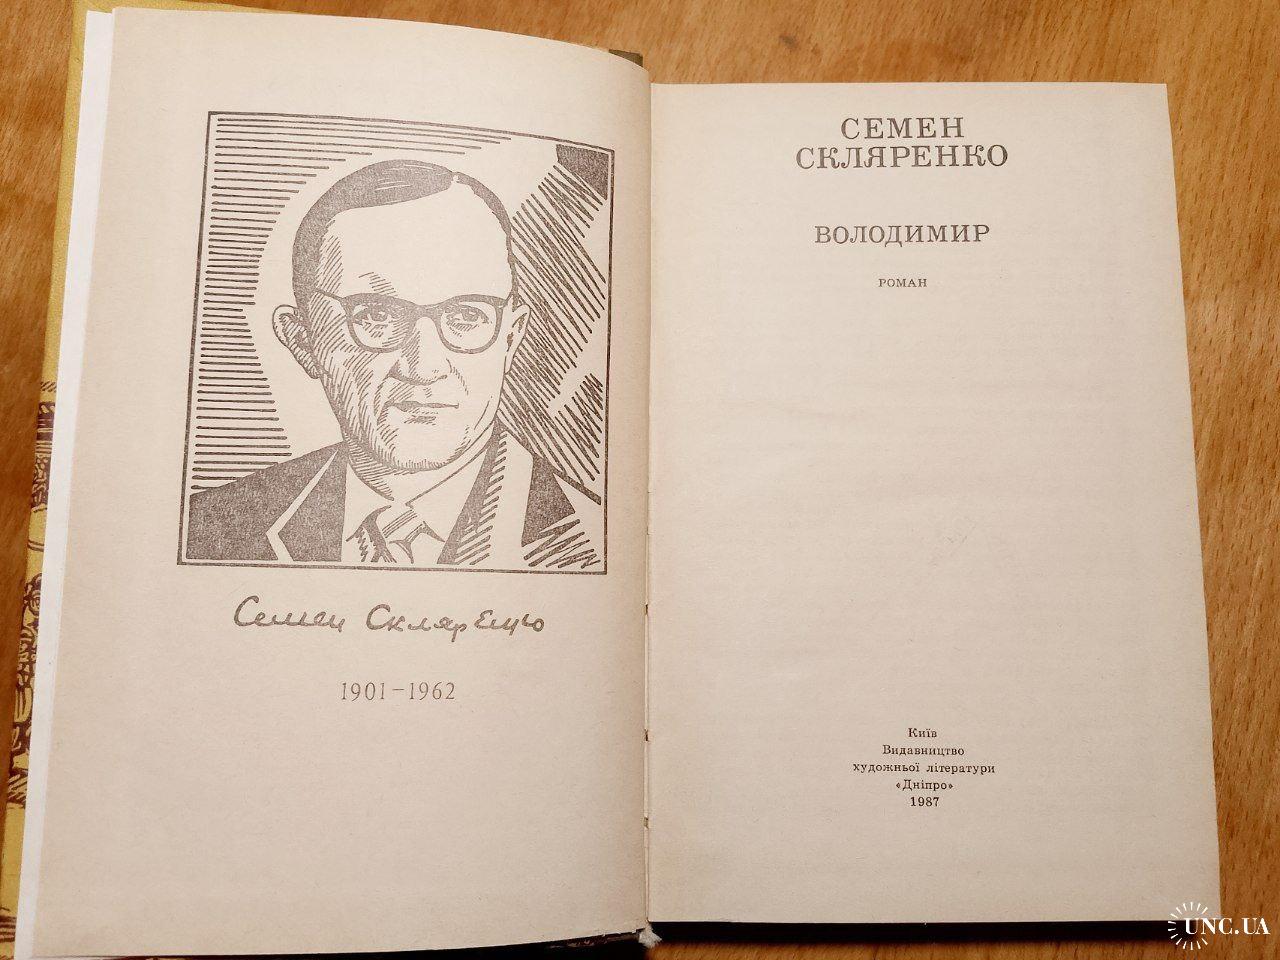 Семен Скляренко
1901-1962
СЕМЕН
СКЛЯРЕНКО
ВОЛОДИМИР
РОМАН
Київ
Видавництво
художньої літератури
«Дніпро»
1987
UNC.UA